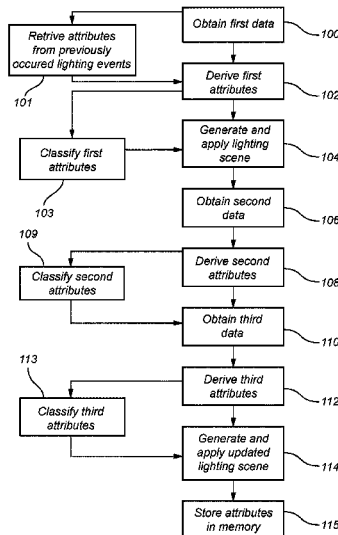 Obtain first data
100
Retrive attributes
from previously
occured lighting events
101
Derive first
attributes
102
Generate and
apply lighting
scene
104
Classify first
attributes
103
Obtain second
data
106
109
Derive second
attributes
108
Classify second
attributes
Obtain third
data
110
113
Derive third
attributes
112
Classify third
attributes
Generate and
apply updated
lighting scene
114
Store attributes
in memory
115